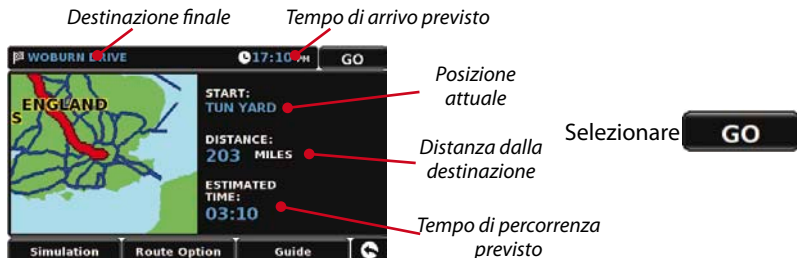 Destinazione finale
Tempo di arrivo previsto
WOBURN DRIVE
17:10 PM
GO
ENGLAND
S
START:
TUN YARD
DISTANCE:
203 MILES
ESTIMATED
TIME:
03:10
Simulation
Route Option
Guide
Posizione
attuale
Distanza dalla
destinazione
Tempo di percorrenza
previsto
Selezionare GO